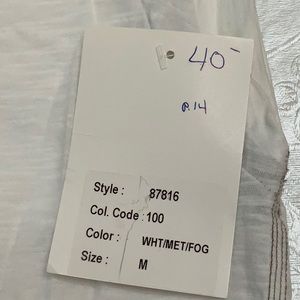 40-
p.14
Style : 87816
Col. Code : 100
Color : WHT/MET/FOG
Size : M